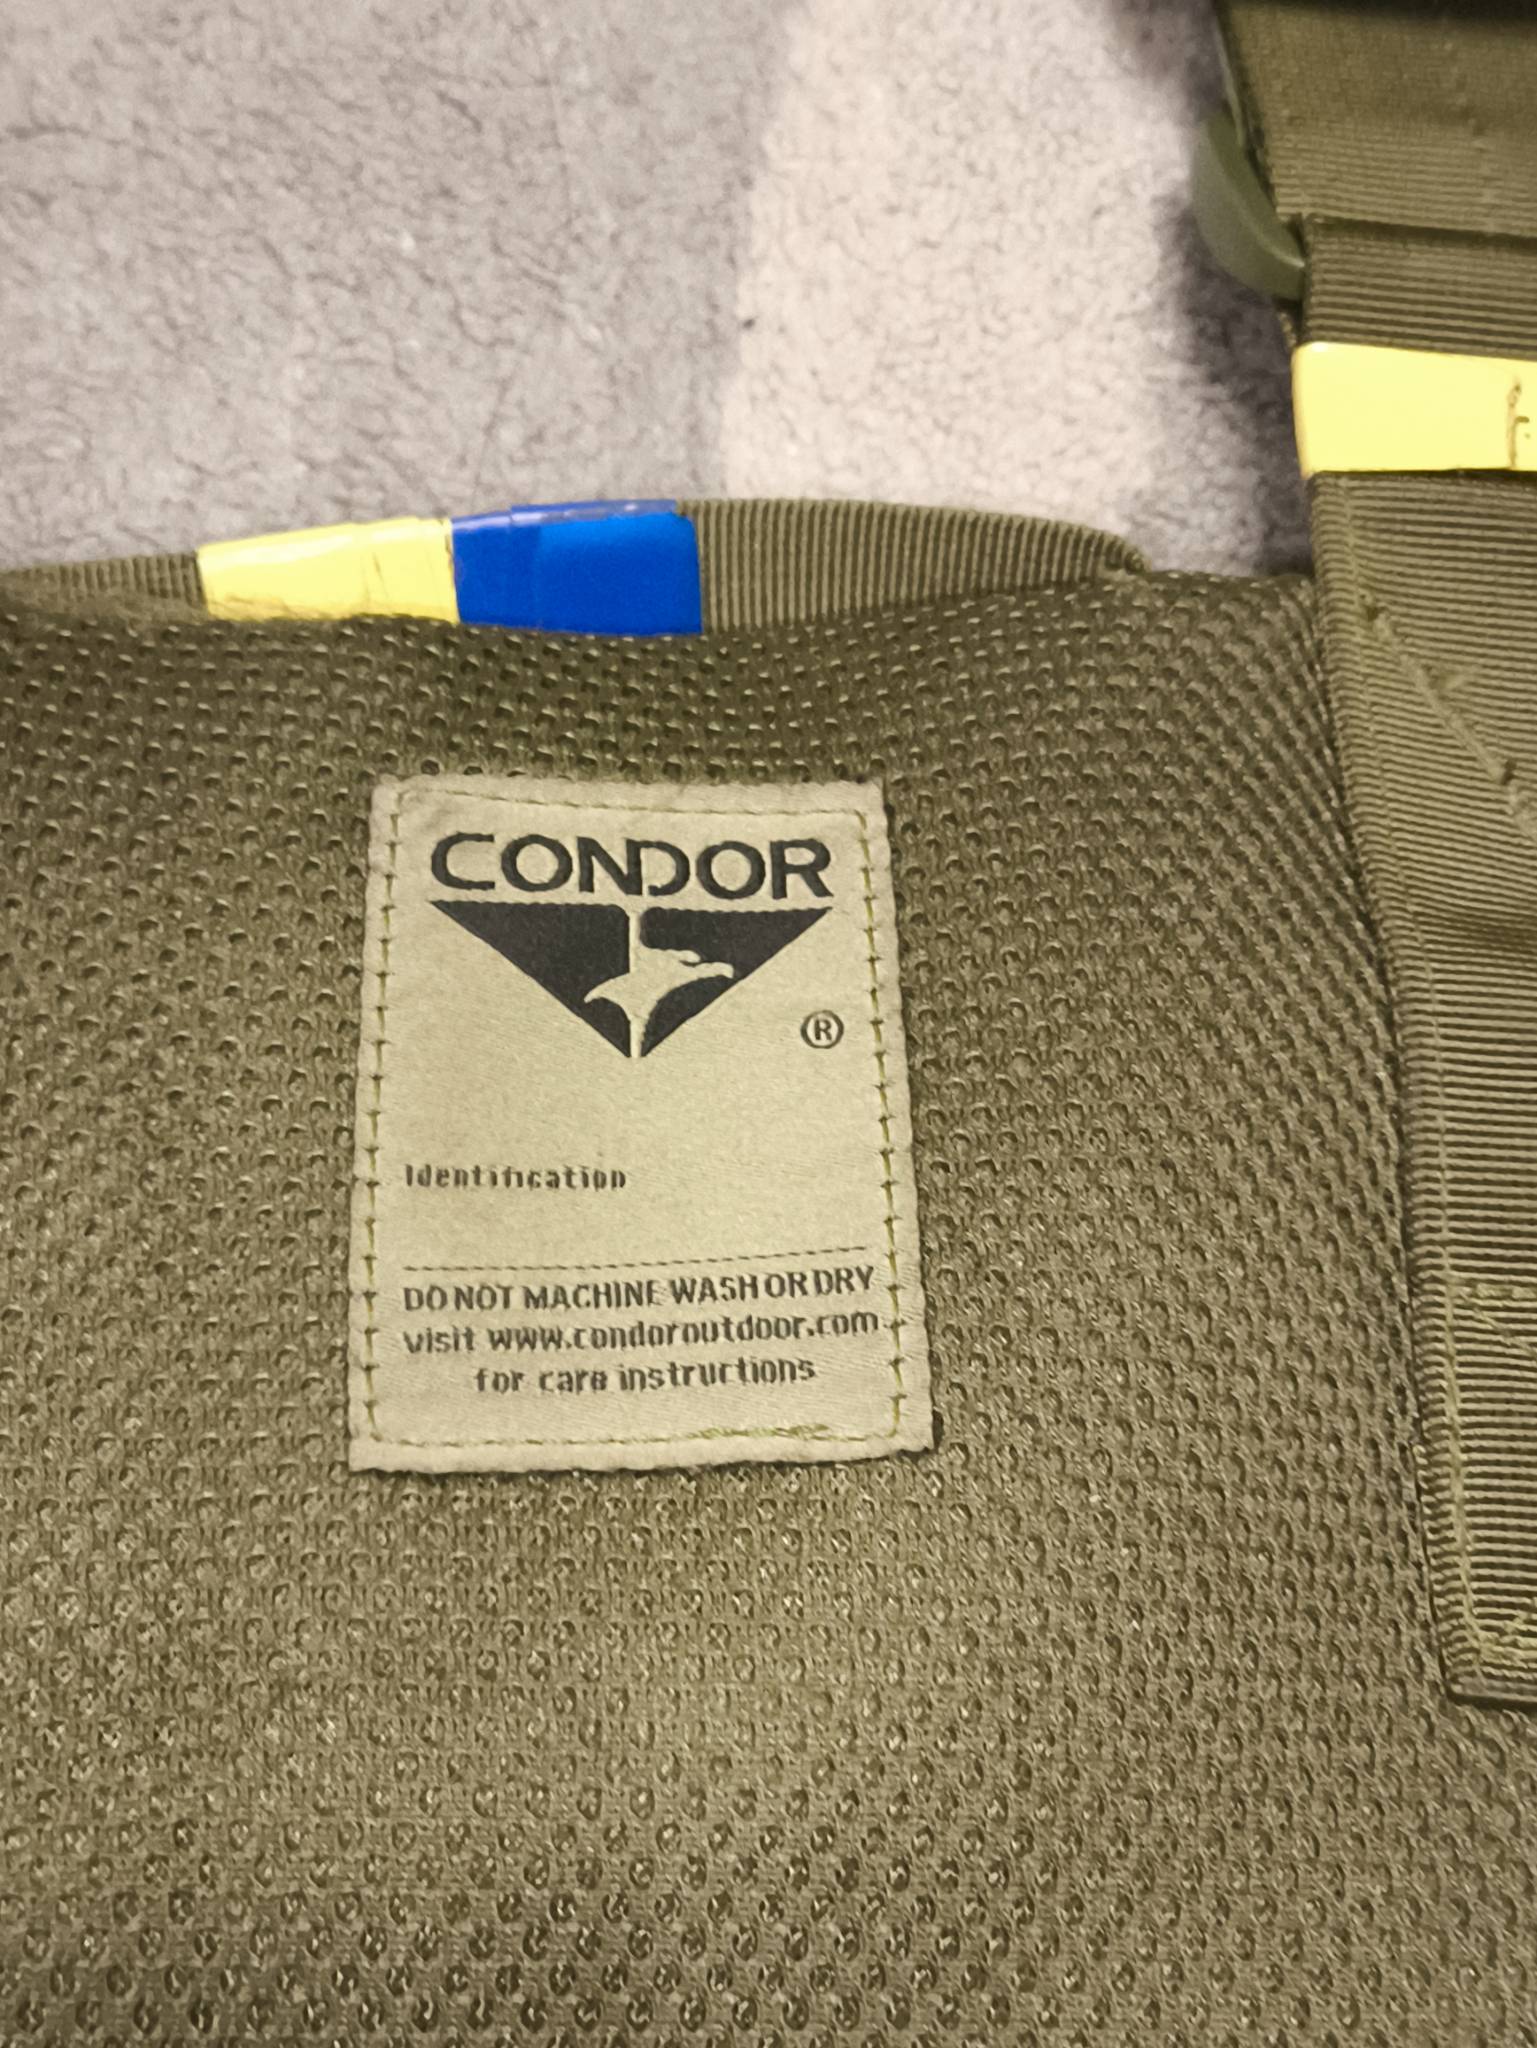 CONDOR
®
Identification
DO NOT MACHINE WASH OR DRY
visit www.condoroutdoor.com
for care instructions